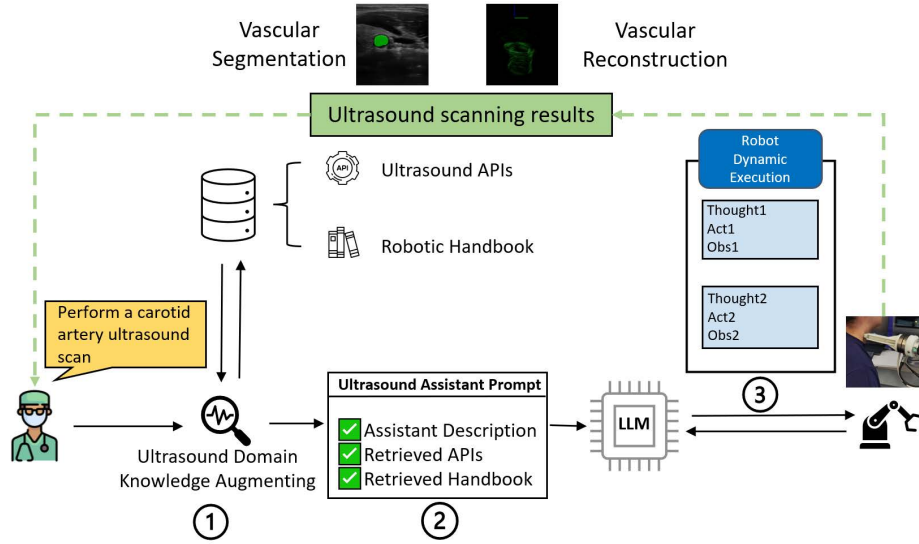 Vascular
Segmentation
Vascular
Reconstruction
Ultrasound scanning results
API
Ultrasound APIs
Robotic Handbook
Robot
Dynamic
Execution
Thought1
Act1
Obs1
Thought2
Act2
Obs2
Perform a carotid
artery ultrasound
scan
Ultrasound Domain
Knowledge Augmenting
1
Ultrasound Assistant Prompt
Assistant Description
Retrieved APIs
Retrieved Handbook
2
LLM
3